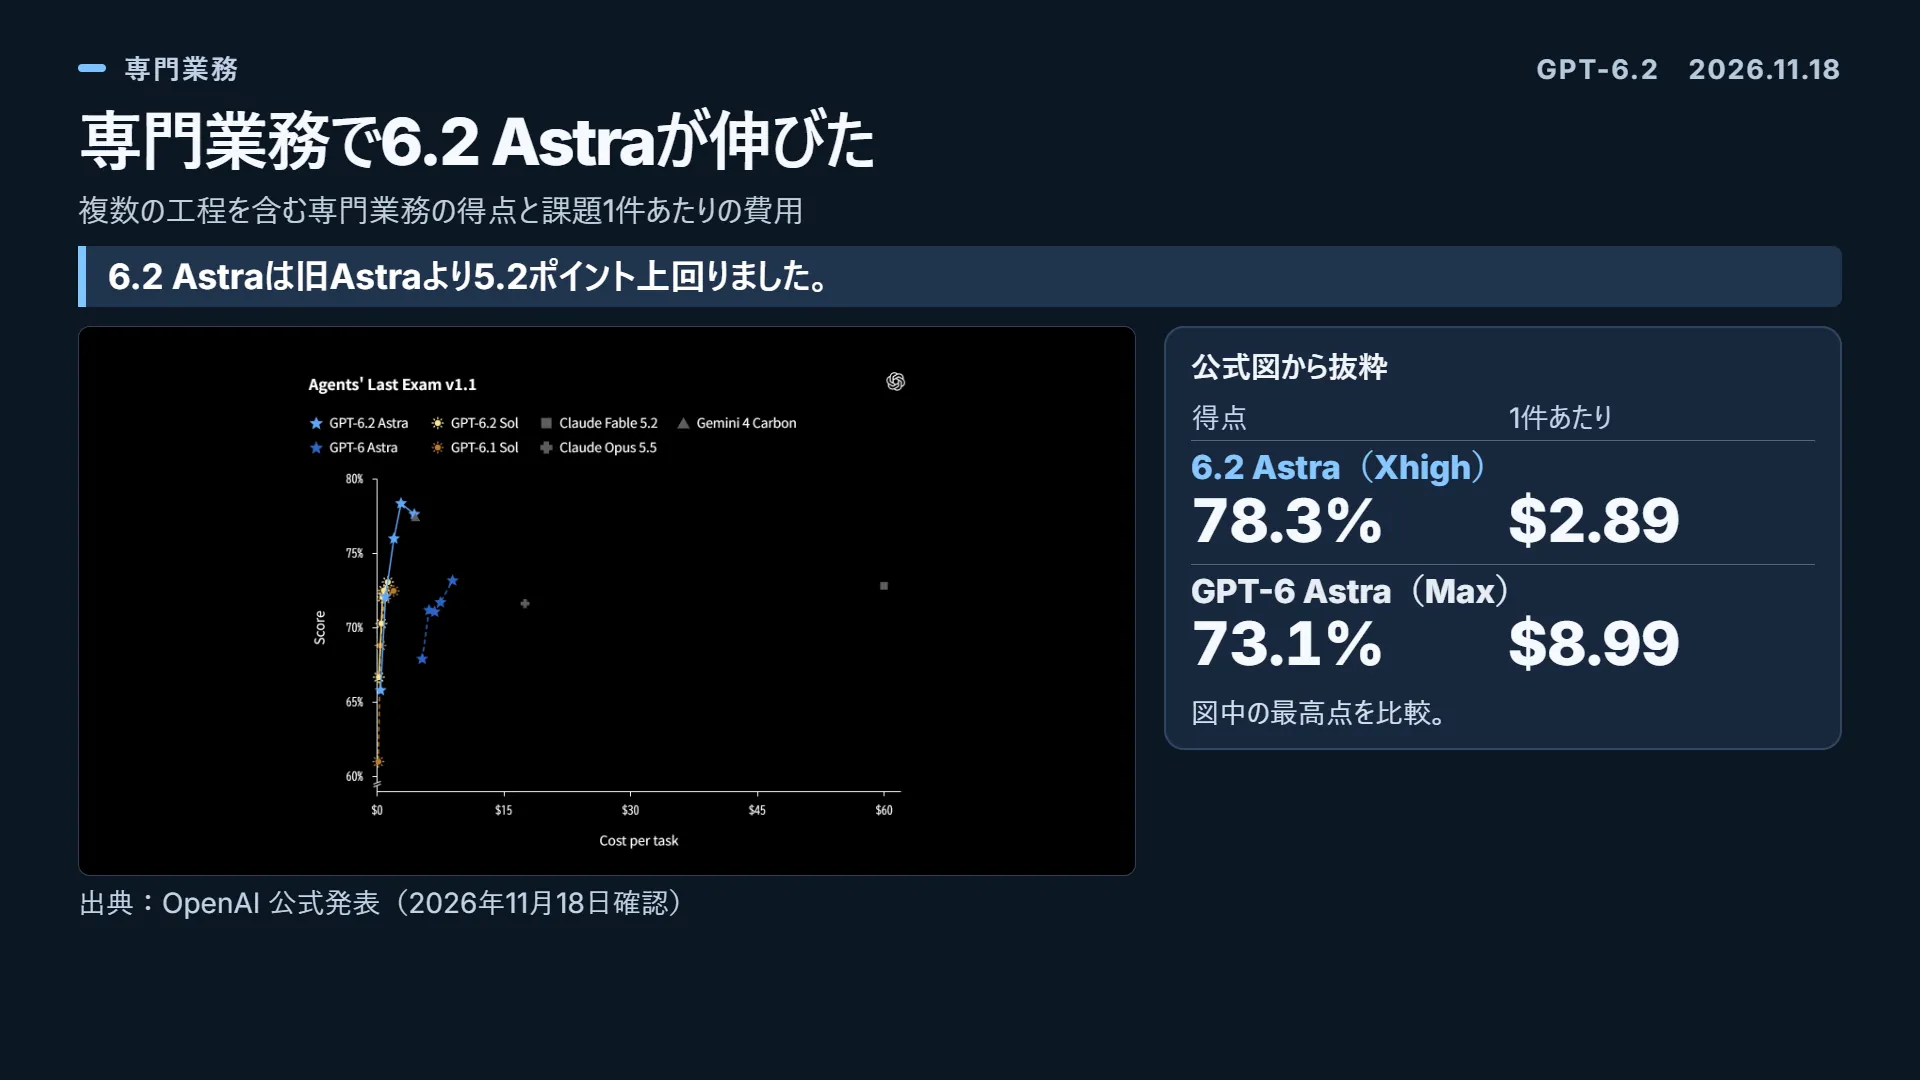 専門業務
GPT-6.2 2026.11.18
専門業務で6.2 Astraが伸びた
複数の工程を含む専門業務の得点と課題1件あたりの費用
6.2 Astraは旧Astraより5.2ポイント上回りました。
Agents' Last Exam v1.1
GPT-6.2 Astra GPT-6.2 Sol Claude Fable 5.2 Gemini 4 Carbon
GPT-6 Astra GPT-6.1 Sol Claude Opus 5.5
80%
75%
70%
65%
60%
Score
$0 $15 $30 $45 $60
Cost per task
公式図から抜粋
得点 1件あたり
6.2 Astra（Xhigh）
78.3% $2.89
GPT-6 Astra（Max）
73.1% $8.99
図中の最高点を比較。
出典：OpenAI 公式発表（2026年11月18日確認）